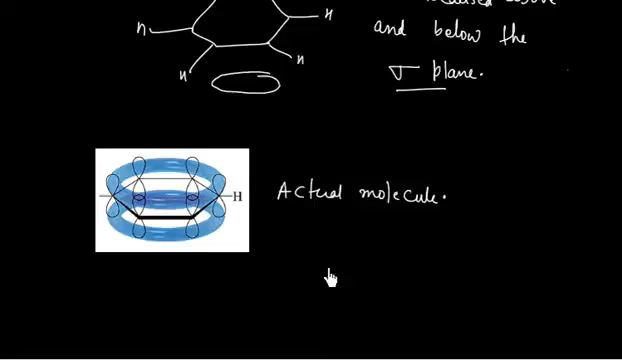 H
and below the
H
H
H
σ plane.
H
Actual molecule.